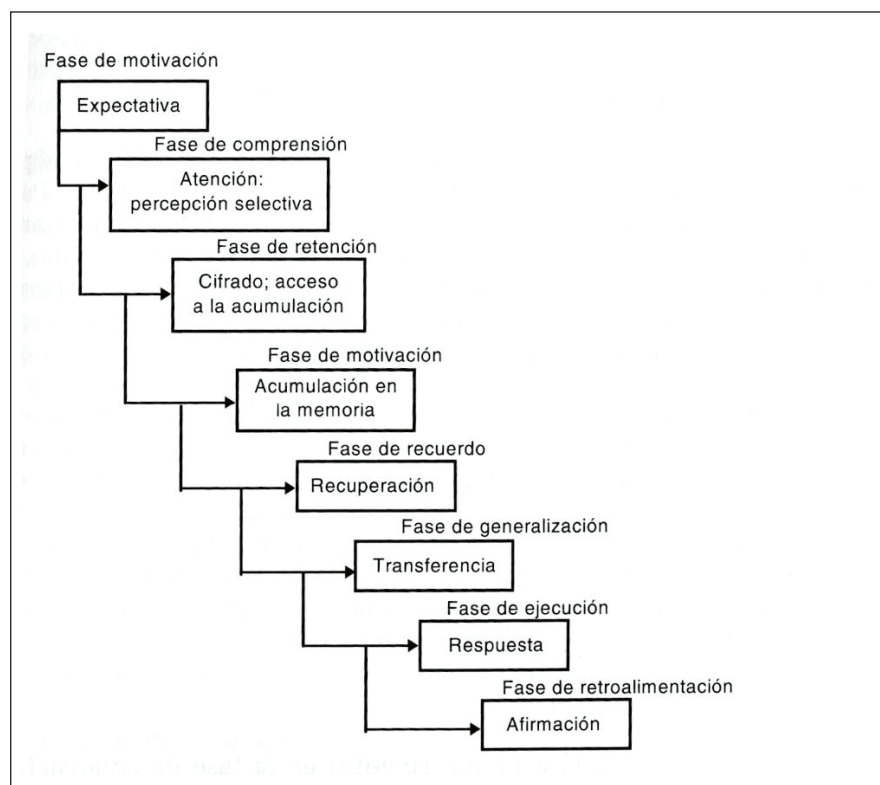 Fase de motivación
Expectativa
Fase de comprensión
Atención:
percepción selectiva
Fase de retención
Cifrado; acceso
a la acumulación
Fase de motivación
Acumulación en
la memoria
Fase de recuerdo
Recuperación
Fase de generalización
Transferencia
Fase de ejecución
Respuesta
Fase de retroalimentación
Afirmación